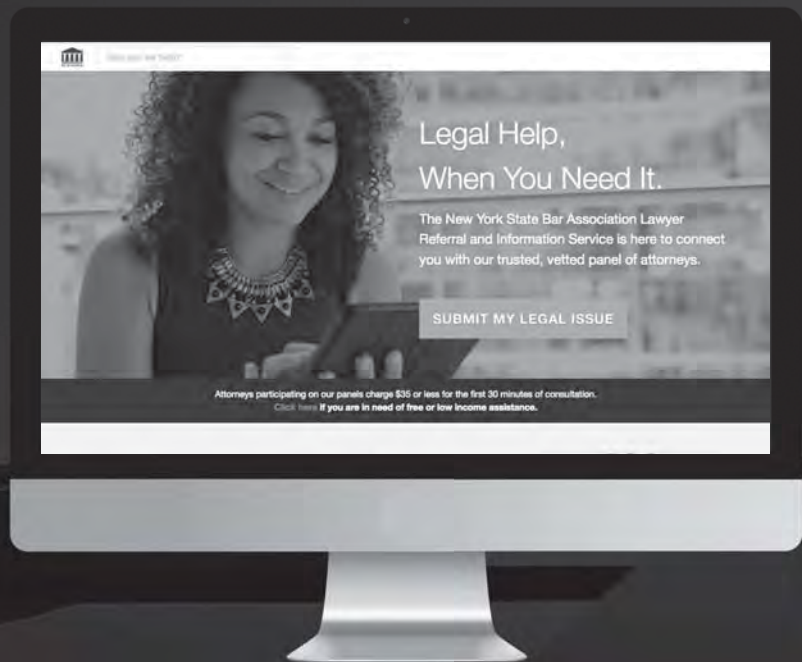 Legal Help,
When You Need It.
The New York State Bar Association Lawyer
Referral and Information Service is here to connect
you with our trusted, vetted panel of attorneys.
SUBMIT MY LEGAL ISSUE
Attorneys participating on our panels charge $35 or less for the first 30 minutes of consultation.
Click here if you are in need of free or low income assistance.